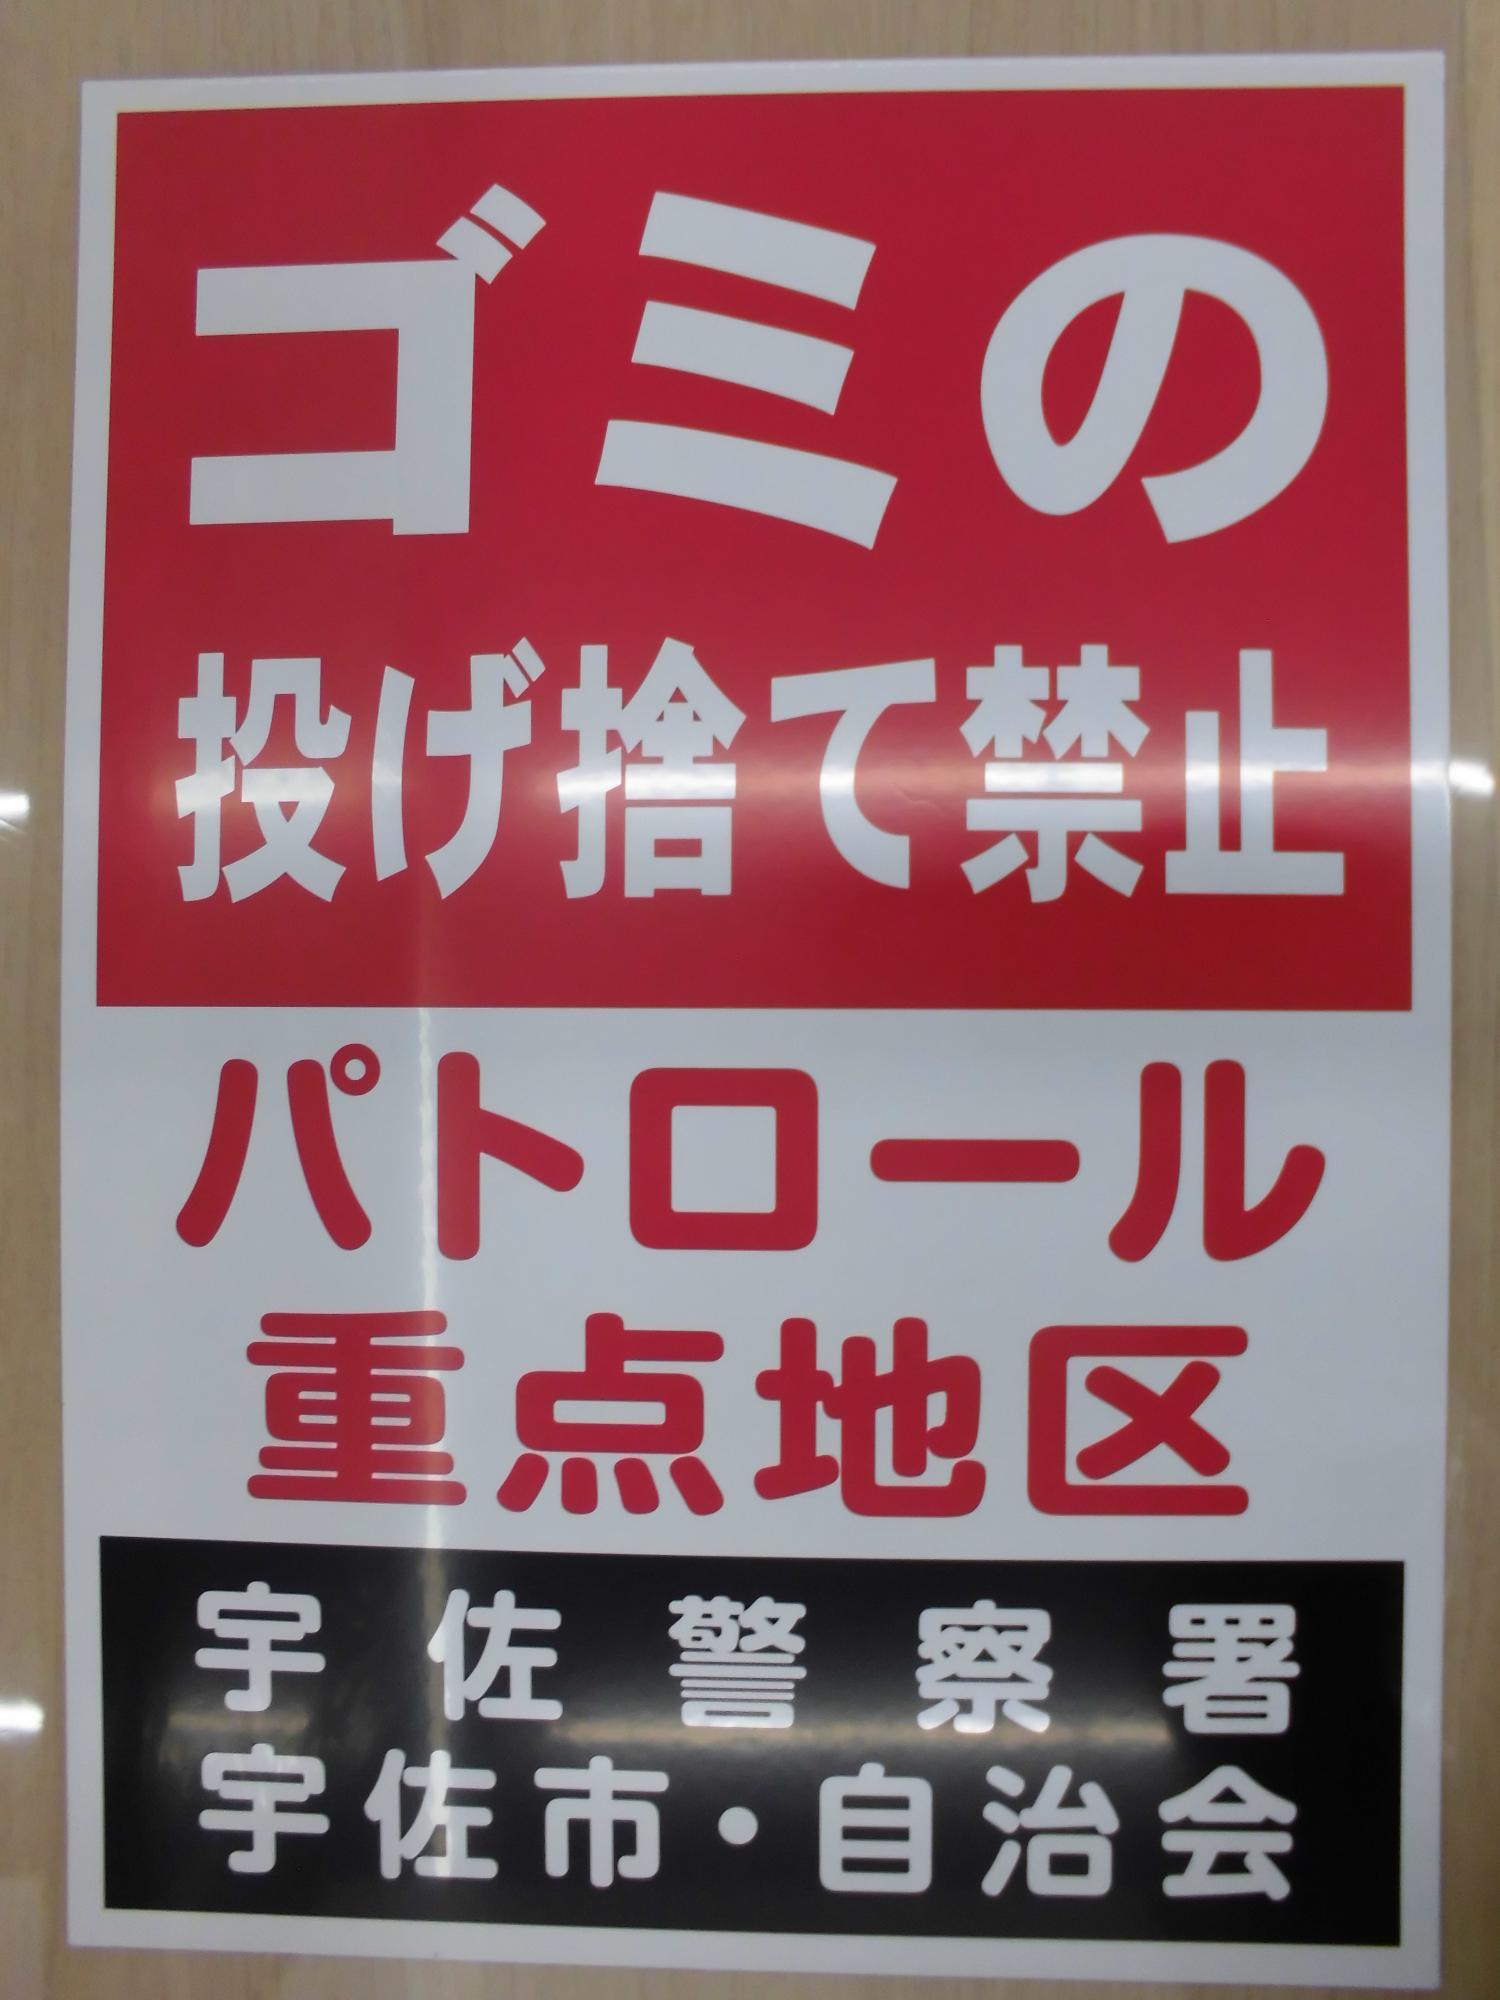 ゴミの
投げ捨て禁止
パトロール
重点地区
宇佐警察署
宇佐市・自治会